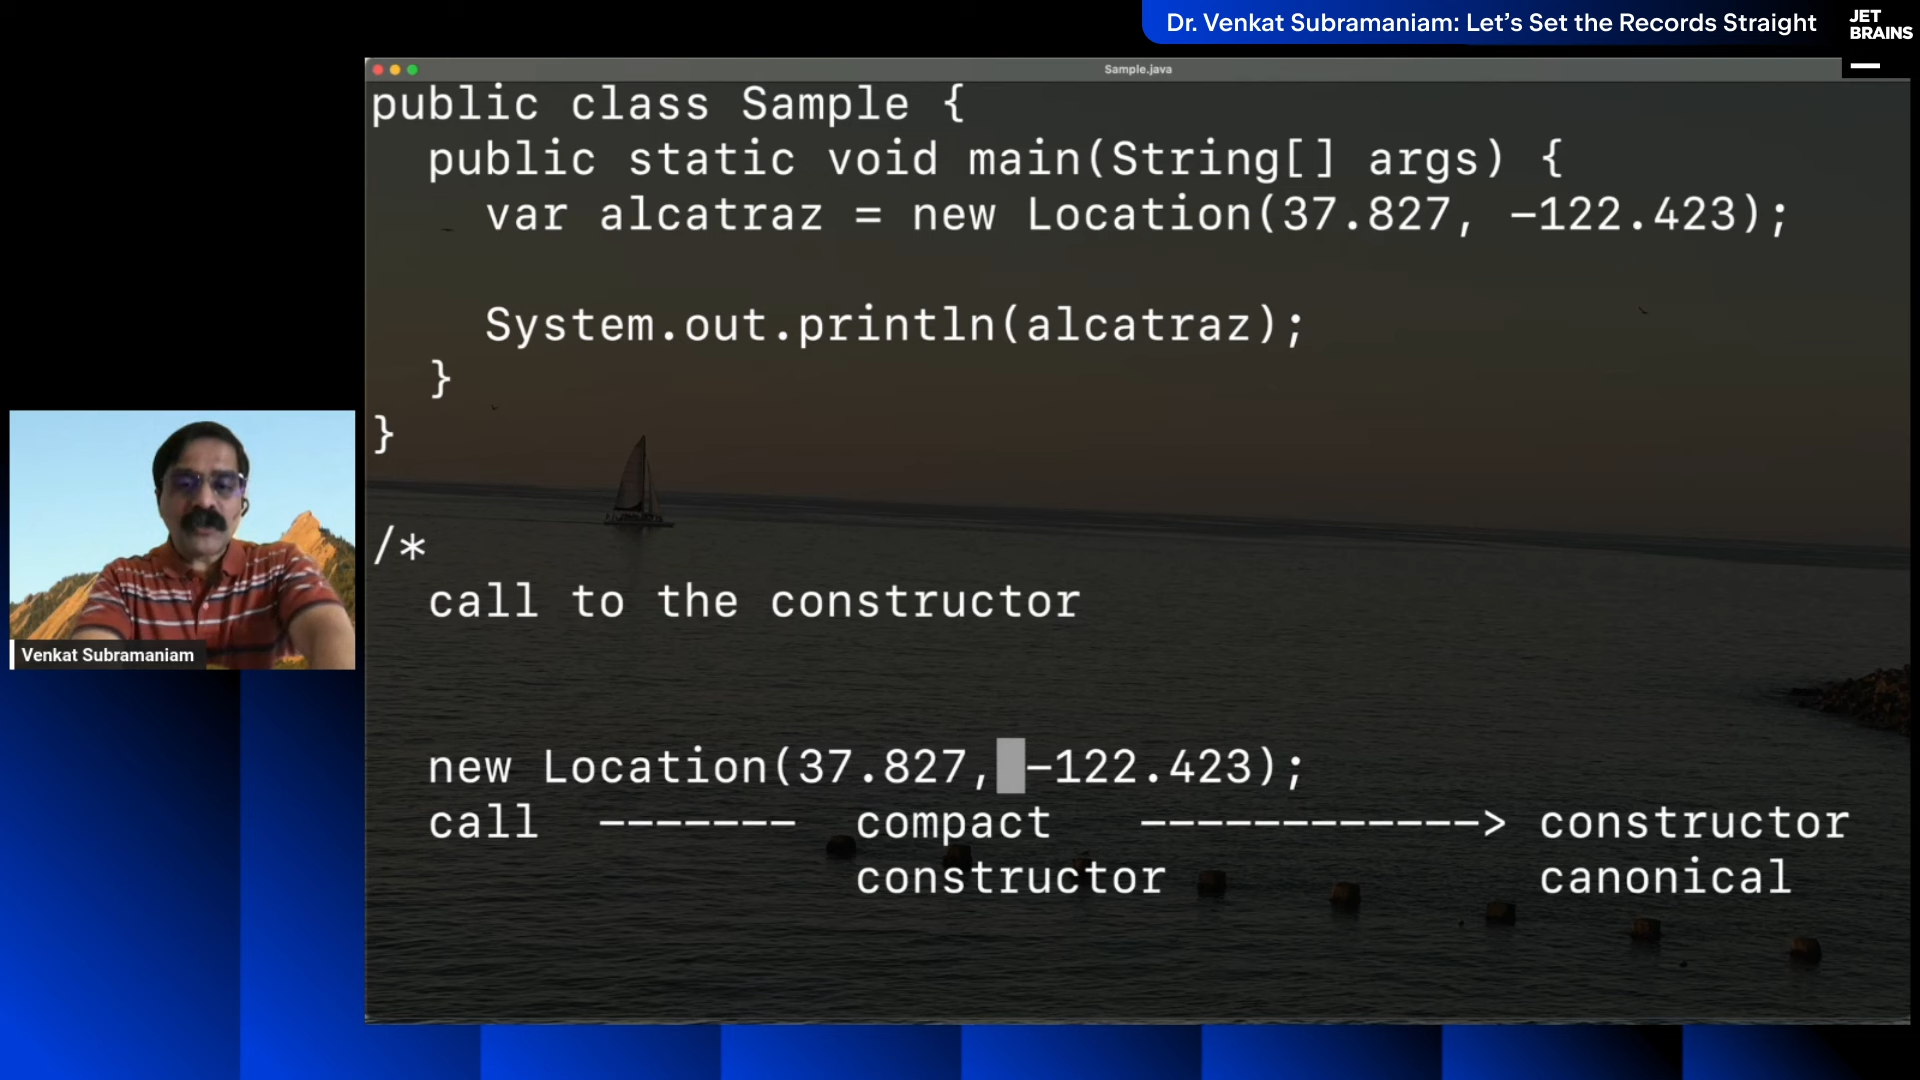 Dr. Venkat Subramaniam: Let’s Set the Records Straight
JET
BRAINS
Sample.java
public class Sample {
  public static void main(String[] args) {
    var alcatraz = new Location(37.827, -122.423);
    System.out.println(alcatraz);
  }
}
/*
  call to the constructor
  new Location(37.827, -122.423);
  call  -------  compact   ------------> constructor
                 constructor             canonical
Venkat Subramaniam